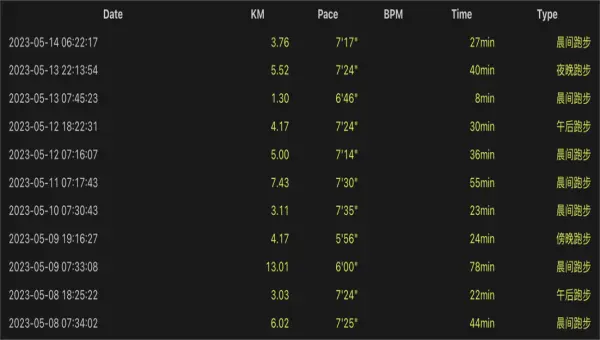 Date KM Pace BPM Time Type
2023-05-14 06:22:17 3.76 7'17" 27min 晨间跑步
2023-05-13 22:13:54 5.52 7'24" 40min 夜晚跑步
2023-05-13 07:45:23 1.30 6'46" 8min 晨间跑步
2023-05-12 18:22:31 4.17 7'24" 30min 午后跑步
2023-05-12 07:16:07 5.00 7'14" 36min 晨间跑步
2023-05-11 07:17:43 7.43 7'30" 55min 晨间跑步
2023-05-10 07:30:43 3.11 7'35" 23min 晨间跑步
2023-05-09 19:16:27 4.17 5'56" 24min 傍晚跑步
2023-05-09 07:33:08 13.01 6'00" 78min 晨间跑步
2023-05-08 18:25:22 3.03 7'24" 22min 午后跑步
2023-05-08 07:34:02 6.02 7'25" 44min 晨间跑步